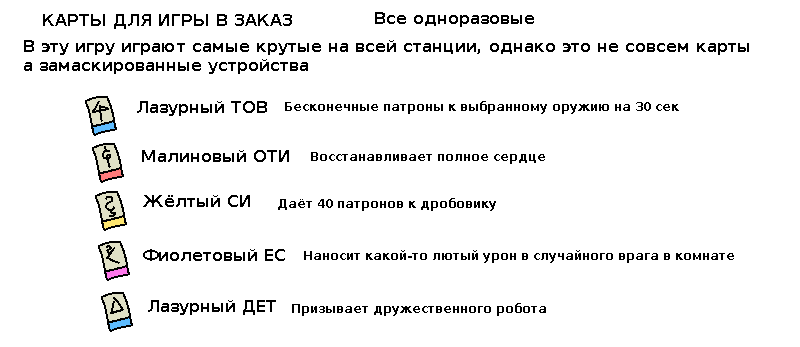 КАРТЫ ДЛЯ ИГРЫ В ЗАКАЗ Все одноразовые
В эту игру играют самые крутые на всей станции, однако это не совсем карты
а замаскированные устройства
Лазурный ТОВ Бесконечные патроны к выбранному оружию на 30 сек
Малиновый ОТИ Восстанавливает полное сердце
Жёлтый СИ Даёт 40 патронов к дробовику
Фиолетовый ЕС Наносит какой-то лютый урон в случайного врага в комнате
Лазурный ДЕТ Призывает дружественного робота